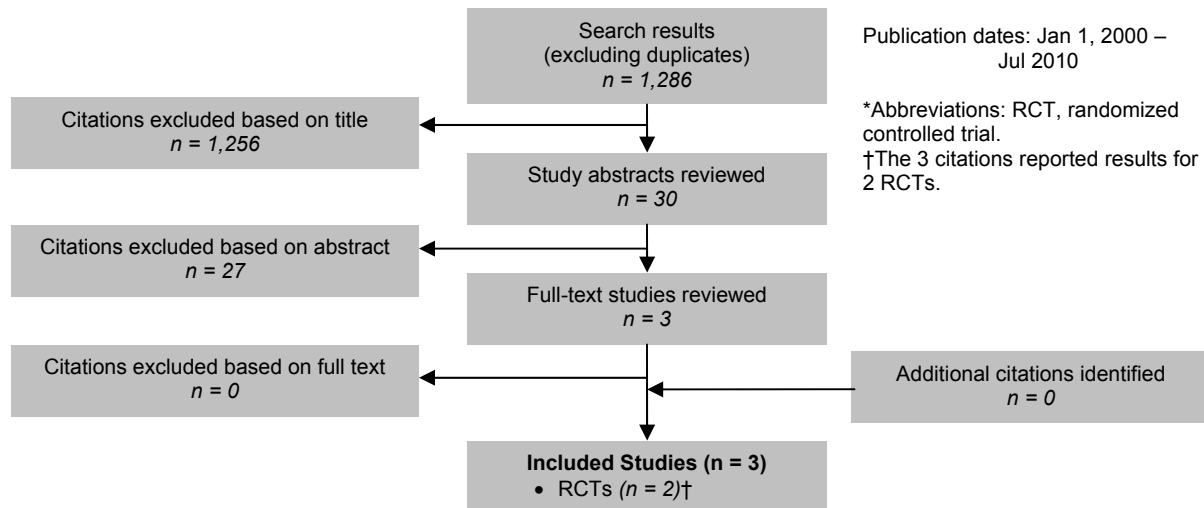 Search results
(excluding duplicates)
n = 1,286
Publication dates: Jan 1, 2000 –
Jul 2010
*Abbreviations: RCT, randomized
controlled trial.
†The 3 citations reported results for
2 RCTs.
Citations excluded based on title
n = 1,256
Study abstracts reviewed
n = 30
Citations excluded based on abstract
n = 27
Full-text studies reviewed
n = 3
Citations excluded based on full text
n = 0
Additional citations identified
n = 0
Included Studies (n = 3)
• RCTs (n = 2)†